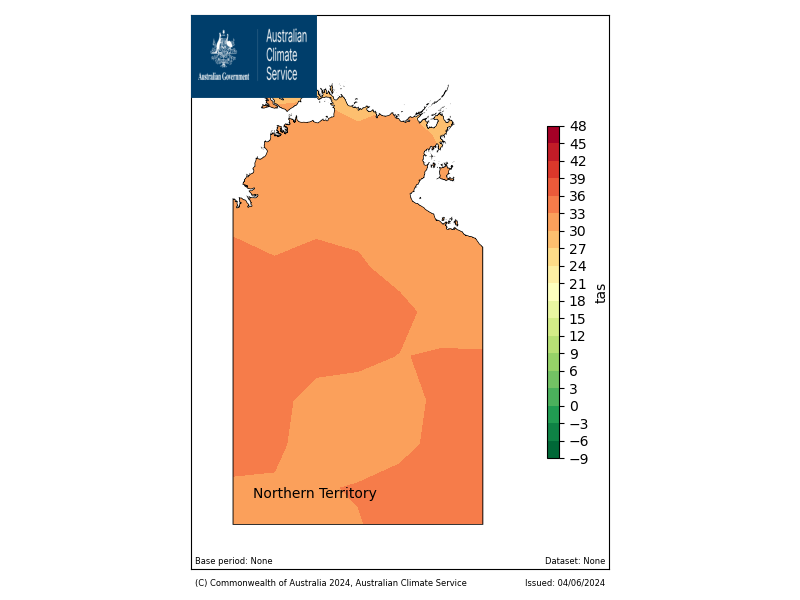 Australian Government
Australian
Climate
Service
48
45
42
39
36
33
30
27
24
21
18
15
12
9
6
3
0
−3
−6
−9
tas
Northern Territory
Base period: None
Dataset: None
(C) Commonwealth of Australia 2024, Australian Climate Service
Issued: 04/06/2024